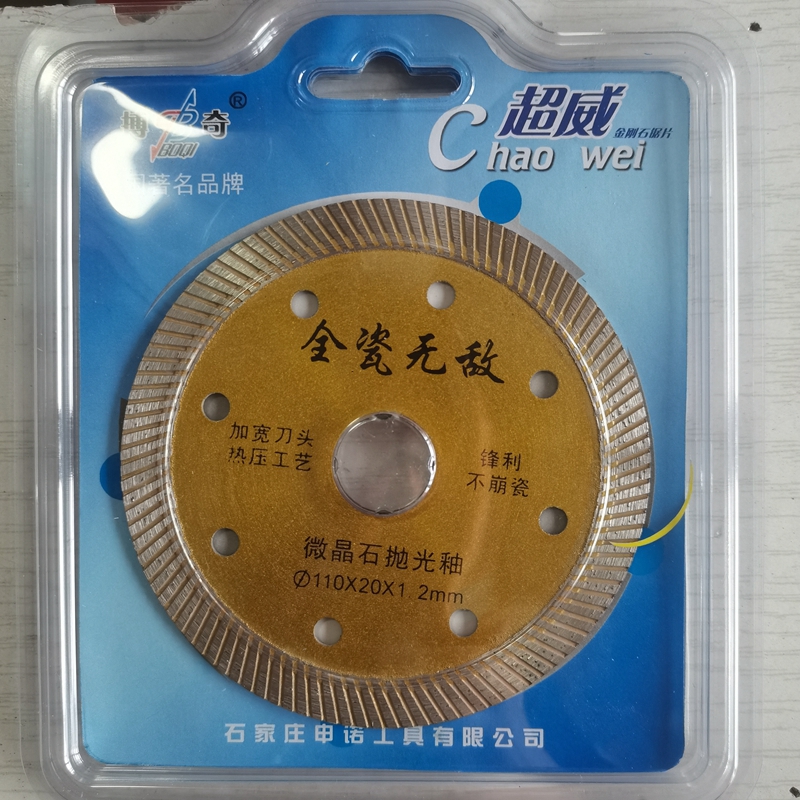 博 奇®
BOQI
著名品牌
超威
金刚石锯片
Chao wei
全瓷无敌
加宽刀头
热压工艺
锋利
不崩瓷
微晶石抛光釉
Ø110X20X1.2mm
石家庄申诺工具有限公司